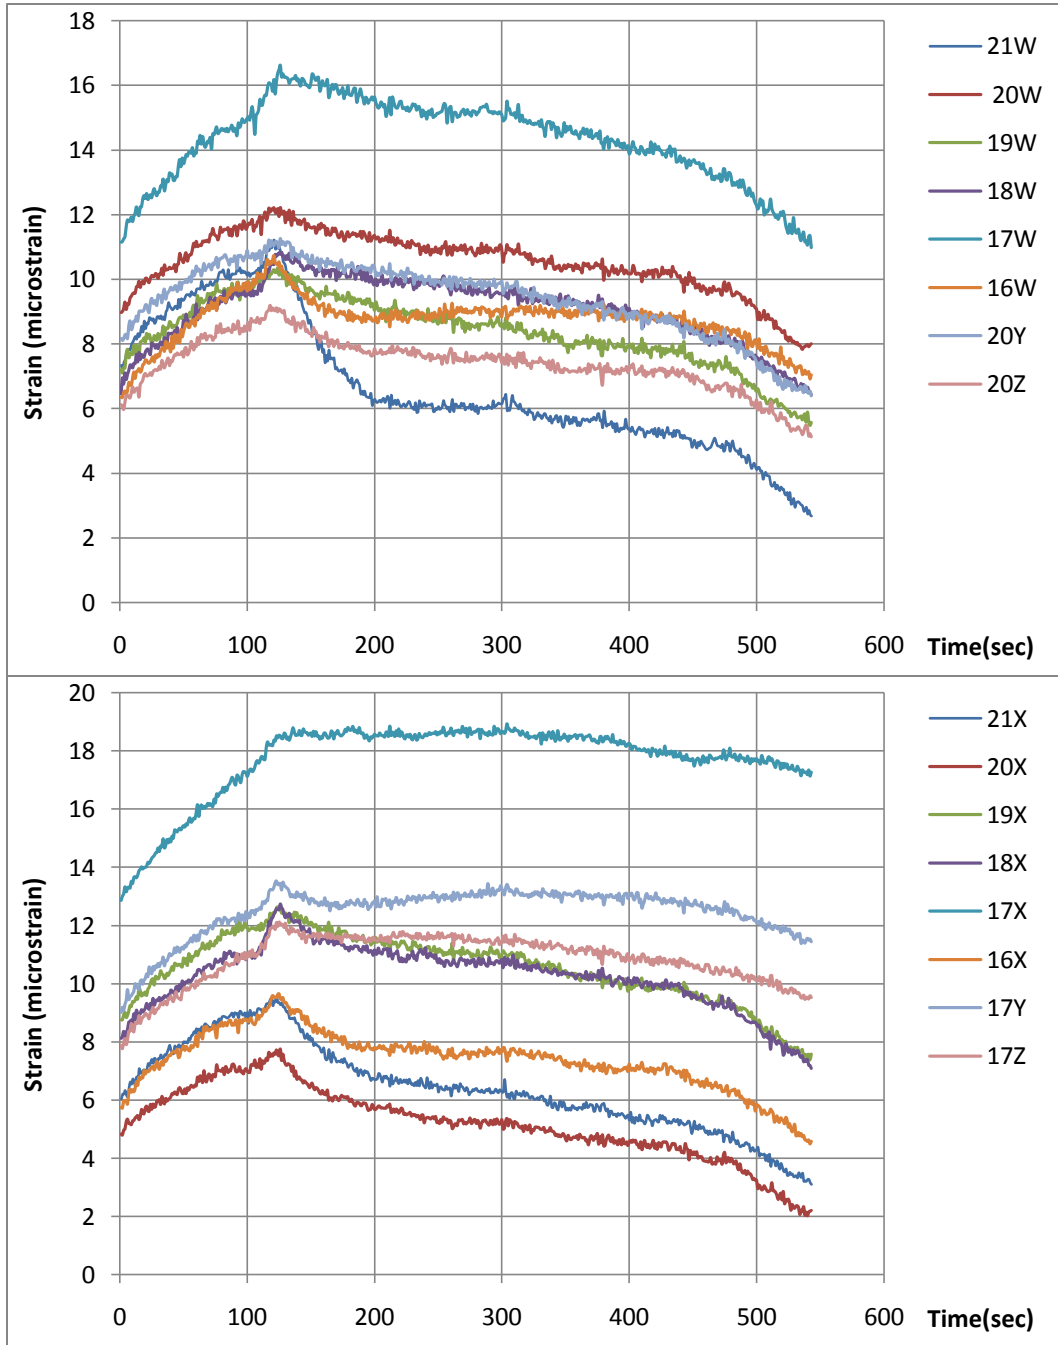 18
16
14
12
10
8
6
4
2
0
Strain (microstrain)
0 100 200 300 400 500 600 Time(sec)
21W
20W
19W
18W
17W
16W
20Y
20Z
20
18
16
14
12
10
8
6
4
2
0
Strain (microstrain)
0 100 200 300 400 500 600 Time(sec)
21X
20X
19X
18X
17X
16X
17Y
17Z